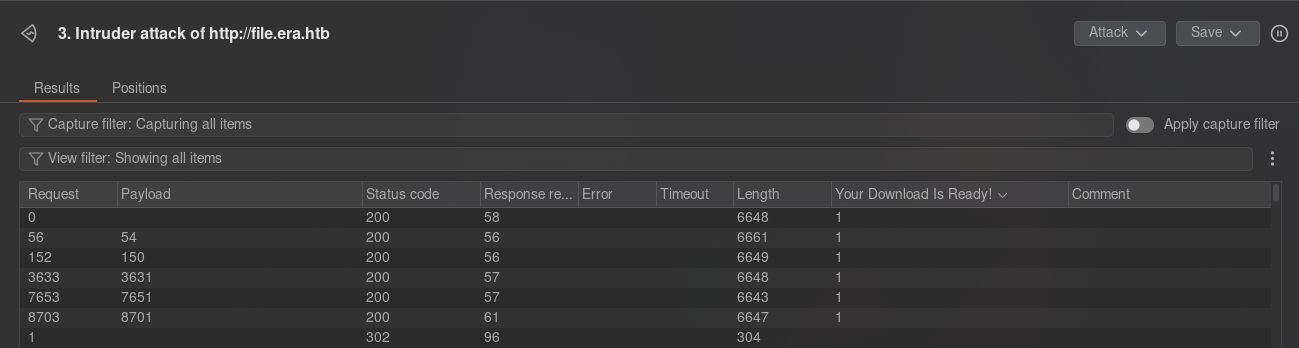 3. Intruder attack of http://file.era.htb Attack Save
Results Positions
Capture filter: Capturing all items Apply capture filter
View filter: Showing all items
Request Payload Status code Response re... Error Timeout Length Your Download Is Ready! Comment
0 200 58 6648 1
56 54 200 56 6661 1
152 150 200 56 6649 1
3633 3631 200 57 6648 1
7653 7651 200 57 6643 1
8703 8701 200 61 6647 1
1 302 96 304